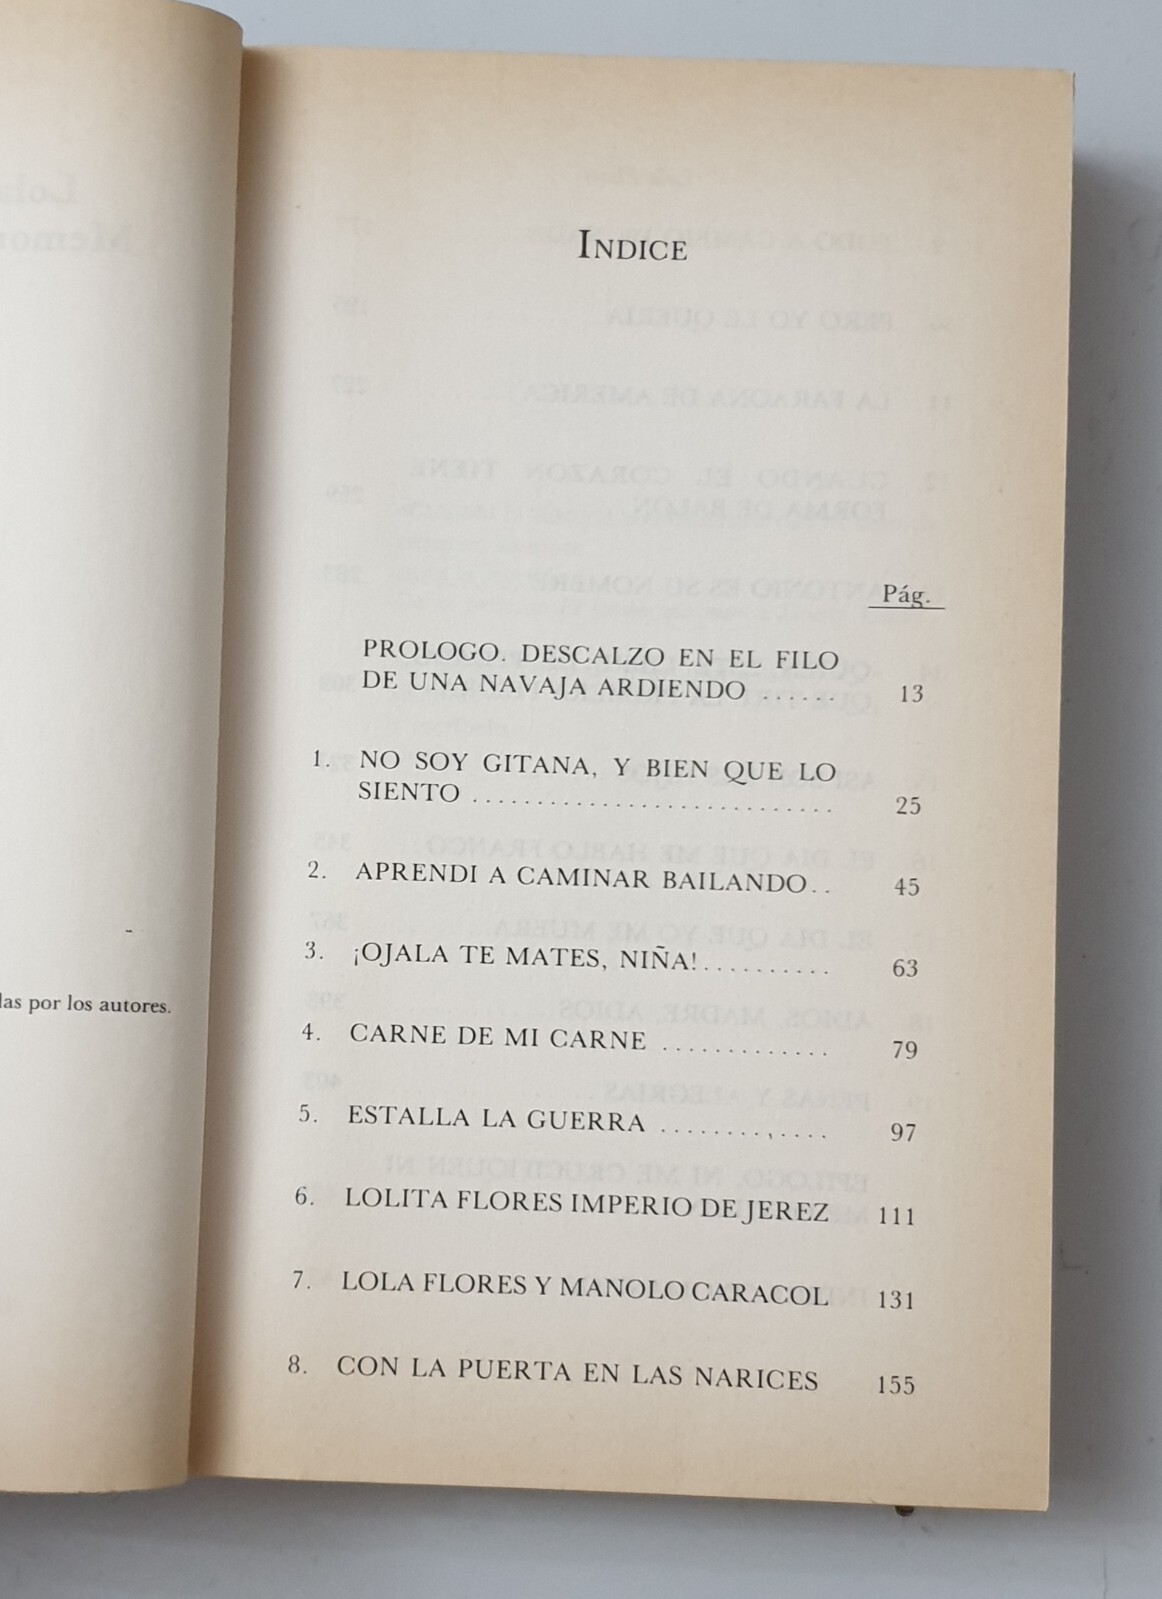 las por los autores.
INDICE
Pág.
PROLOGO. DESCALZO EN EL FILO
DE UNA NAVAJA ARDIENDO ...... 13
1. NO SOY GITANA, Y BIEN QUE LO
SIENTO ............................ 25
2. APRENDI A CAMINAR BAILANDO.. 45
3. ¡OJALA TE MATES, NIÑA!.......... 63
4. CARNE DE MI CARNE ............. 79
5. ESTALLA LA GUERRA ........,.... 97
6. LOLITA FLORES IMPERIO DE JEREZ 111
7. LOLA FLORES Y MANOLO CARACOL 131
8. CON LA PUERTA EN LAS NARICES 155